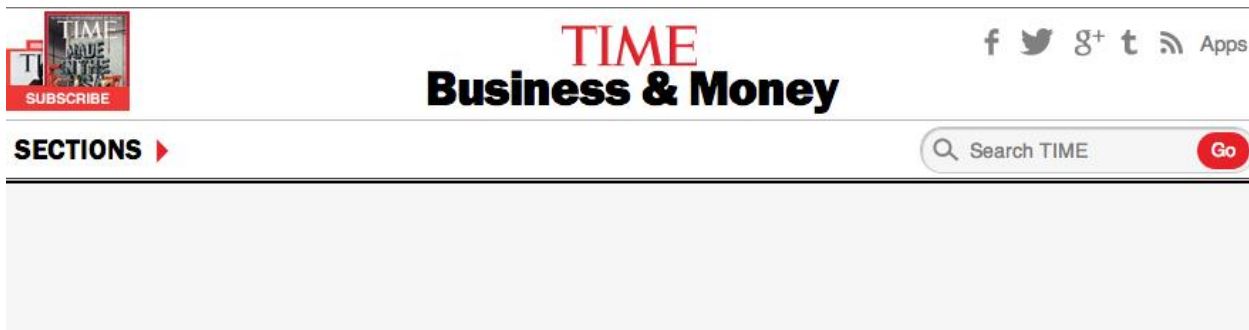 TIME
MADE
IN THE
SUBSCRIBE
TIME
Business & Money
f g+ t Apps
SECTIONS
Search TIME
Go